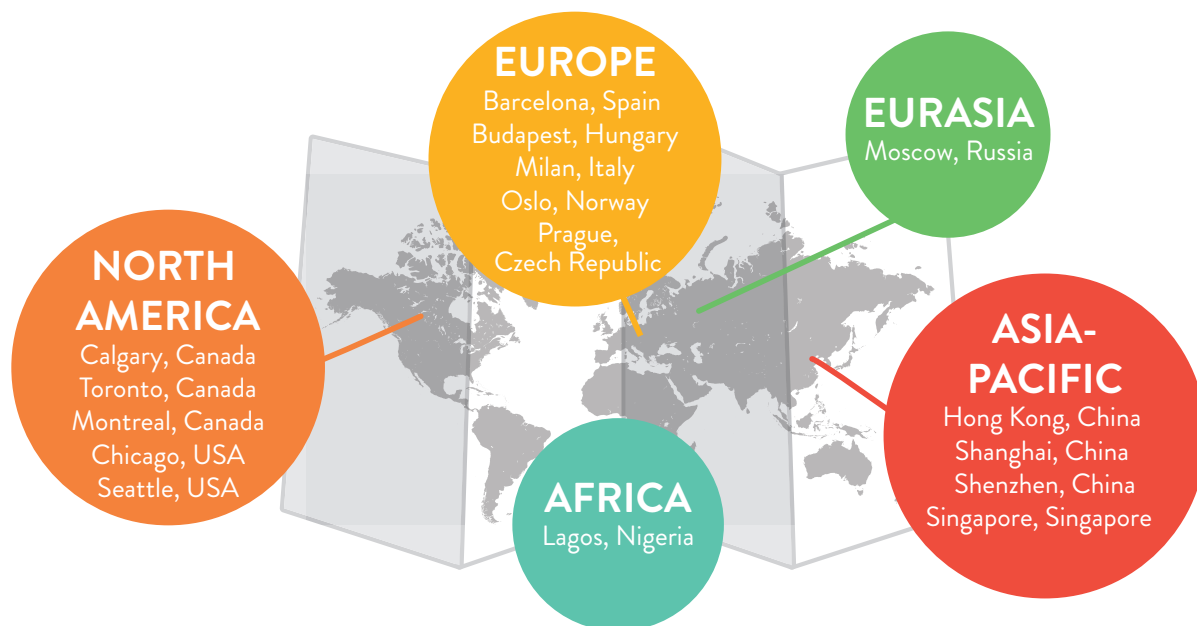 EUROPE
Barcelona, Spain
Budapest, Hungary
Milan, Italy
Oslo, Norway
Prague,
Czech Republic
EURASIA
Moscow, Russia
NORTH
AMERICA
Calgary, Canada
Toronto, Canada
Montreal, Canada
Chicago, USA
Seattle, USA
ASIA-
PACIFIC
Hong Kong, China
Shanghai, China
Shenzhen, China
Singapore, Singapore
AFRICA
Lagos, Nigeria